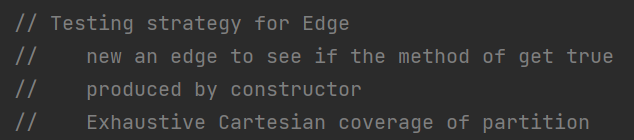 // Testing strategy for Edge
//    new an edge to see if the method of get true
//    produced by constructor
//    Exhaustive Cartesian coverage of partition